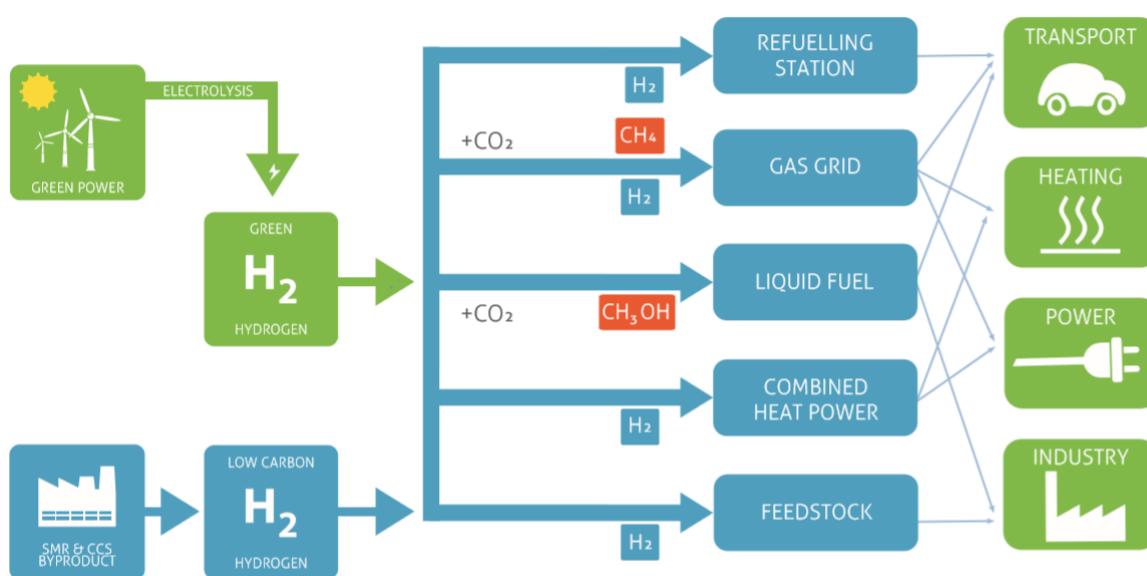 GREEN POWER
ELECTROLYSIS
GREEN
H₂
HYDROGEN
SMR & CCS
BYPRODUCT
LOW CARBON
H₂
HYDROGEN
H₂
+CO₂
CH₄
H₂
+CO₂
CH₃OH
H₂
H₂
REFUELLING
STATION
GAS GRID
LIQUID FUEL
COMBINED
HEAT POWER
FEEDSTOCK
TRANSPORT
HEATING
POWER
INDUSTRY